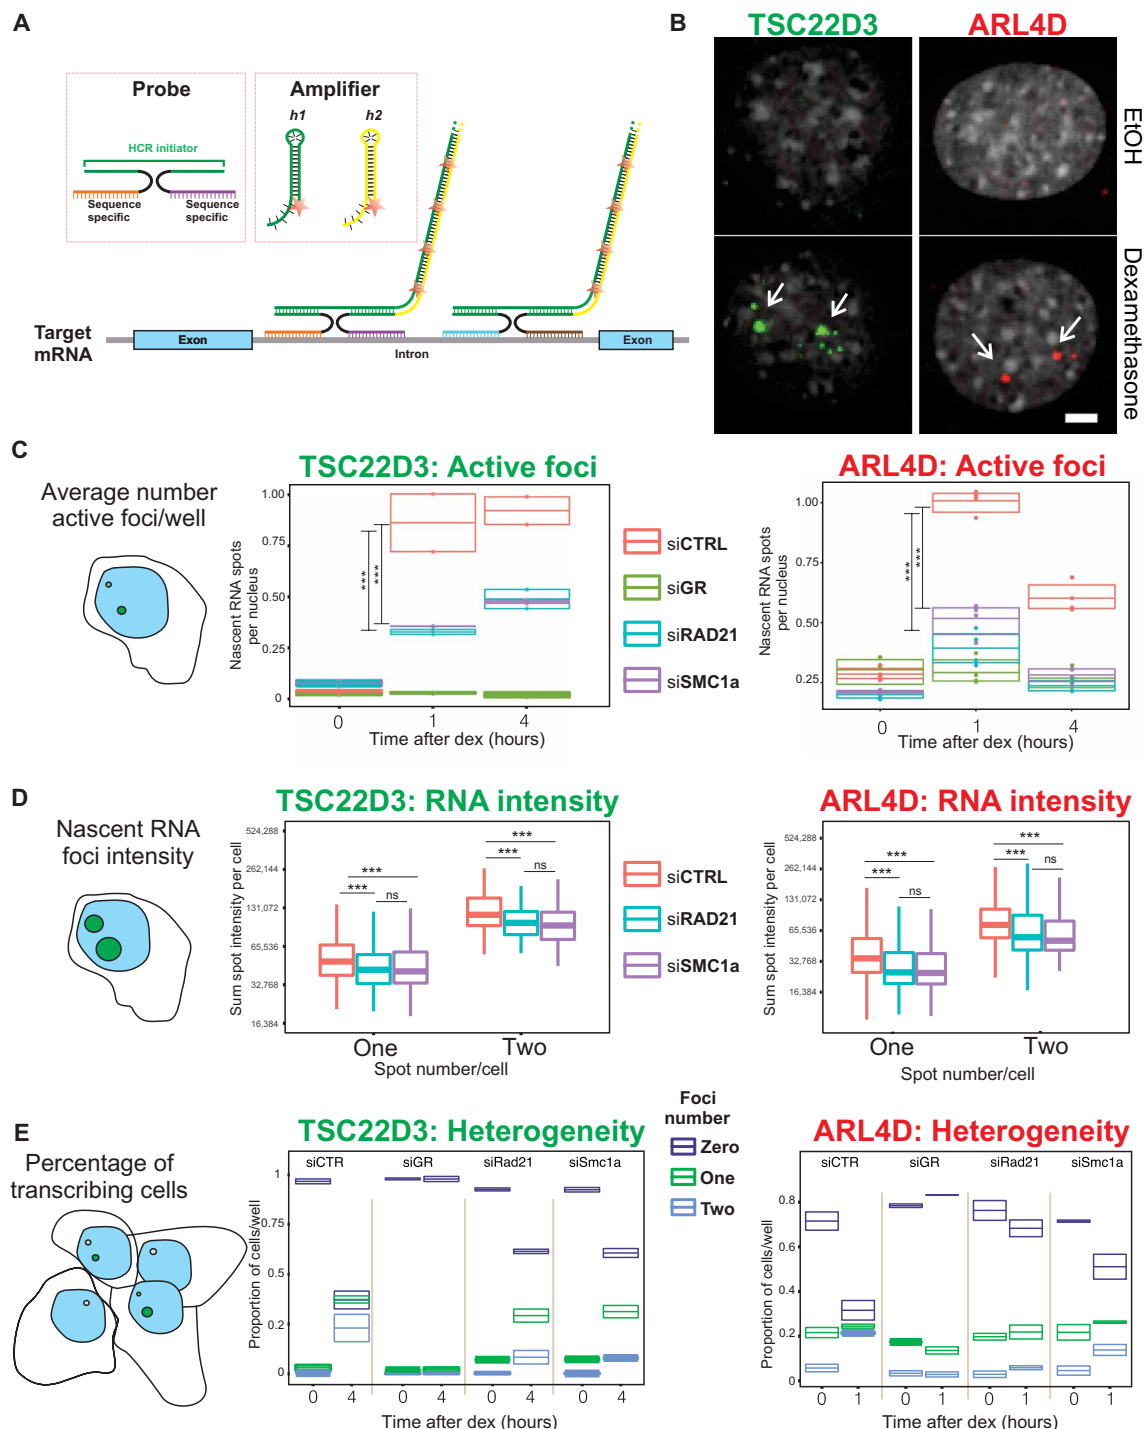 A
Probe
Amplifier
h1
h2
HCR initiator
Sequence specific
Sequence specific
Target mRNA
Exon
Intron
Exon
B
TSC22D3
ARL4D
EtOH
Dexamethasone
C
Average number active foci/well
TSC22D3: Active foci
Nascent RNA spots per nucleus
1.00
0.50
0.25
0
***
***
0
1
4
Time after dex (hours)
siCTRL
siGR
siRAD21
siSMC1a
ARL4D: Active foci
Nascent RNA spots per nucleus
1.00
0.75
0.50
0.25
***
***
0
1
4
Time after dex (hours)
D
Nascent RNA foci intensity
TSC22D3: RNA intensity
Sum spot intensity per cell
524,288
262,144
131,072
65,536
32,768
16,384
***
***
ns
***
***
ns
One
Two
Spot number/cell
siCTRL
siRAD21
siSMC1a
ARL4D: RNA intensity
Sum spot intensity per cell
524,288
262,144
131,072
65,536
32,768
16,384
***
***
ns
***
***
ns
One
Two
Spot number/cell
E
Percentage of transcribing cells
TSC22D3: Heterogeneity
Proportion of cells/well
1
0.75
0.4
0.2
0
siCTR
siGR
siRad21
siSmc1a
0
4
0
4
0
4
0
4
Time after dex (hours)
Foci number
Zero
One
Two
ARL4D: Heterogeneity
Proportion of cells/well
0.8
0.6
0.4
0.2
0
siCTR
siGR
siRad21
siSmc1a
0
1
0
1
0
1
0
1
Time after dex (hours)